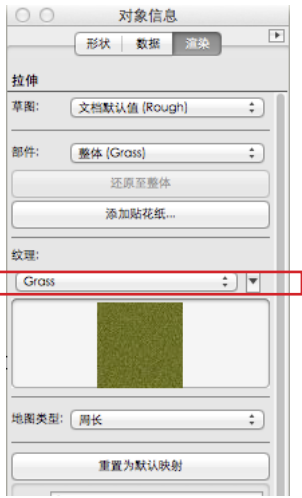 对象信息
形状 数据 渲染
拉伸
草图: 文档默认值 (Rough)
部件: 整体 (Grass)
还原至整体
添加贴花纸...
纹理:
Grass
地图类型: 周长
重置为默认映射